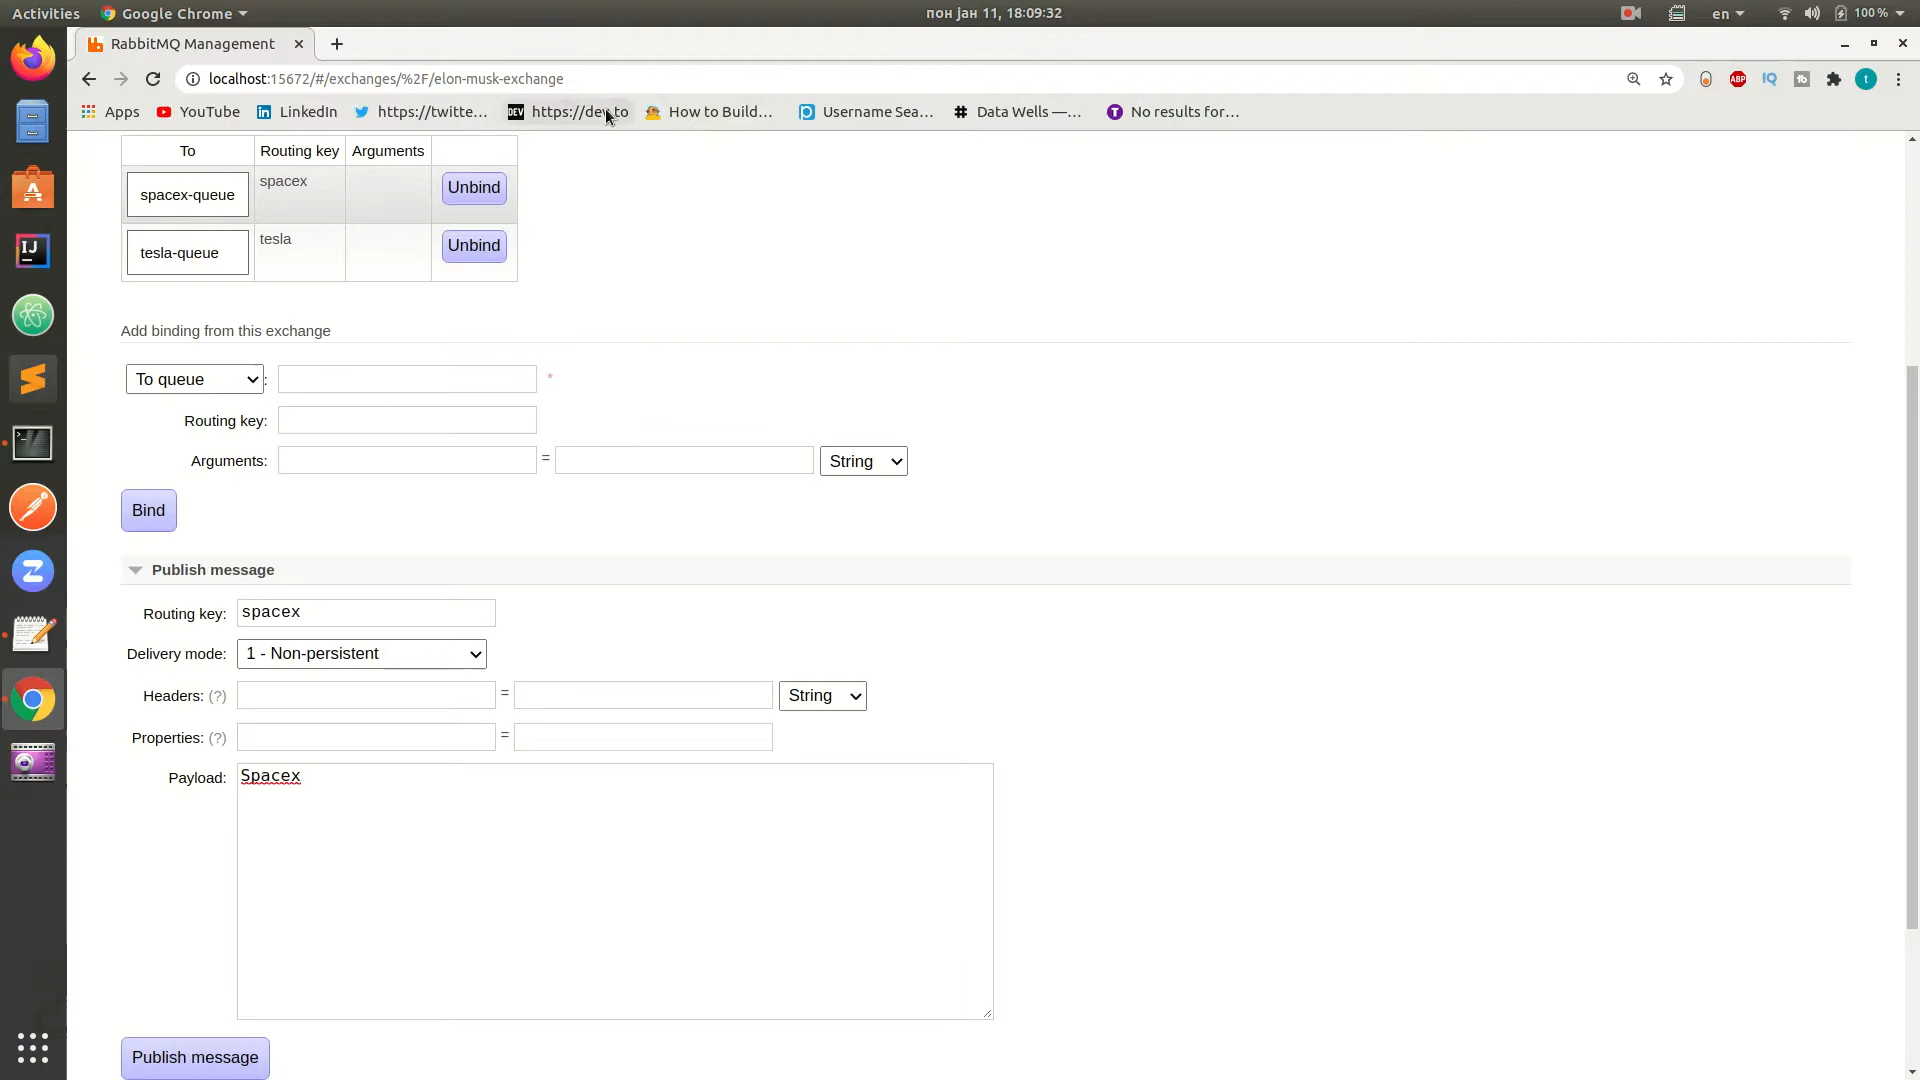 Activities Google Chrome пон јан 11, 18:09:32 en 100 %
RabbitMQ Management
localhost:15672/#/exchanges/%2F/elon-musk-exchange
Apps YouTube LinkedIn https://twitte... https://dev.to How to Build... Username Sea... Data Wells —... No results for...
To Routing key Arguments
spacex-queue spacex Unbind
tesla-queue tesla Unbind
Add binding from this exchange
To queue : *
Routing key:
Arguments: = String
Bind
Publish message
Routing key: spacex
Delivery mode: 1 - Non-persistent
Headers: (?) = String
Properties: (?) =
Payload: Spacex
Publish message